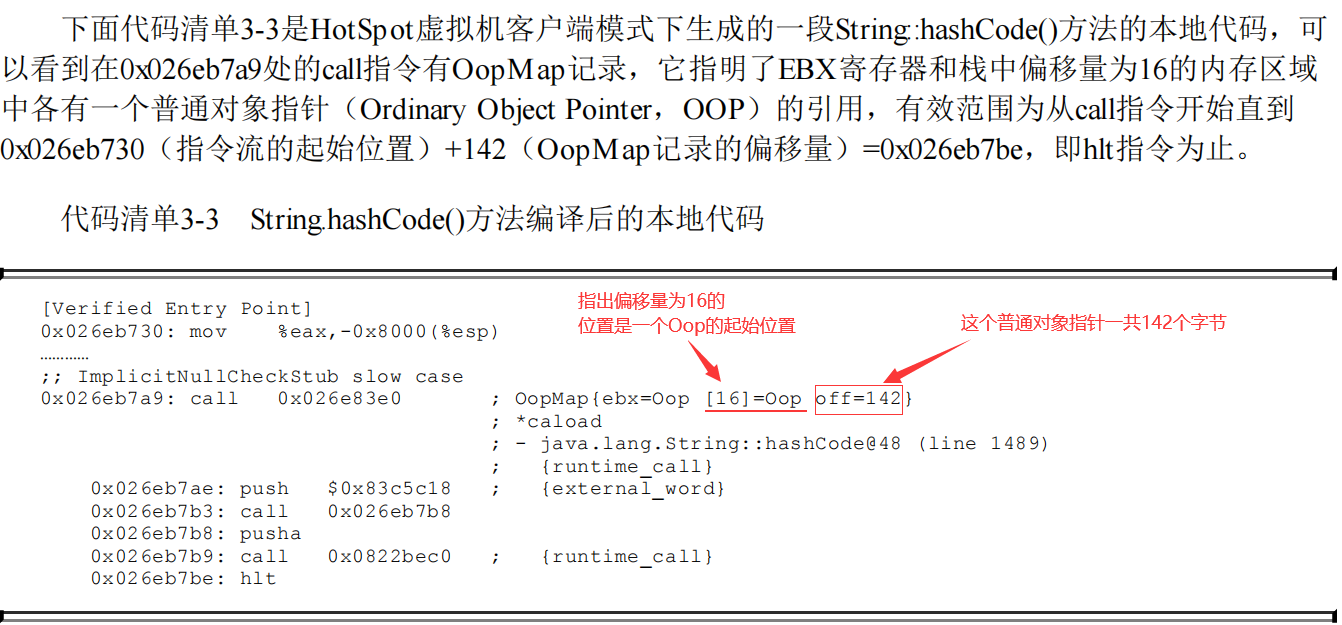 下面代码清单3-3是HotSpot虚拟机客户端模式下生成的一段String::hashCode()方法的本地代码，可
以看到在0x026eb7a9处的call指令有OopMap记录，它指明了EBX寄存器和栈中偏移量为16的内存区域
中各有一个普通对象指针（Ordinary Object Pointer，OOP）的引用，有效范围为从call指令开始直到
0x026eb730（指令流的起始位置）+142（OopMap记录的偏移量）=0x026eb7be，即hlt指令为止。
代码清单3-3 String.hashCode()方法编译后的本地代码
指出偏移量为16的
位置是一个Oop的起始位置
这个普通对象指针一共142个字节
[Verified Entry Point]
0x026eb730: mov %eax,-0x8000(%esp)
…………
;; ImplicitNullCheckStub slow case
0x026eb7a9: call 0x026e83e0 ; OopMap{ebx=Oop [16]=Oop off=142}
; *caload
; - java.lang.String::hashCode@48 (line 1489)
; {runtime_call}
0x026eb7ae: push $0x83c5c18 ; {external_word}
0x026eb7b3: call 0x026eb7b8
0x026eb7b8: pusha
0x026eb7b9: call 0x0822bec0 ; {runtime_call}
0x026eb7be: hlt